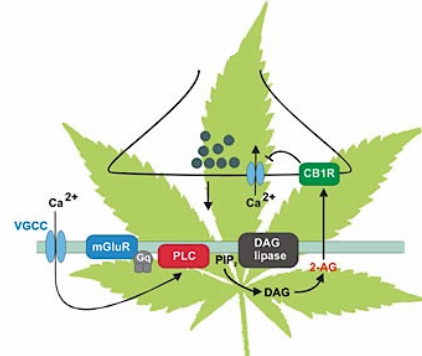 Ca2+
CB1R
Ca2+
VGCC
mGluR
Gq
PLC
PIP2
DAG
lipase
2-AG
DAG